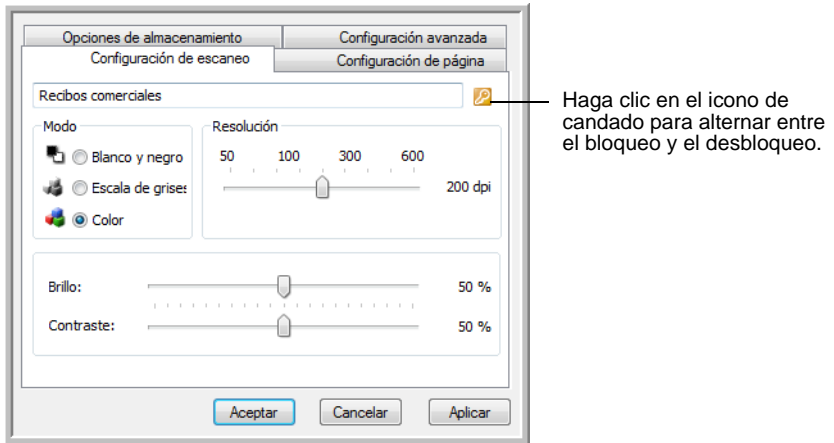 Opciones de almacenamiento
Configuración avanzada
Configuración de escaneo
Configuración de página
Recibos comerciales
Haga clic en el icono de
candado para alternar entre
el bloqueo y el desbloqueo.
Modo
Resolución
Blanco y negro
Escala de grises
Color
50 100 300 600
200 dpi
Brillo:
50 %
Contraste:
50 %
Aceptar
Cancelar
Aplicar